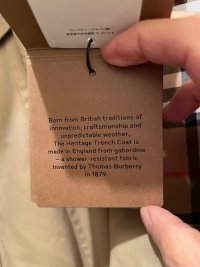 Born from British traditions of
innovation, craftsmanship and
unpredictable weather,
The Heritage Trench Coat is
made in England from gabardine
– a shower-resistant fabric
invented by Thomas Burberry
in 1879.